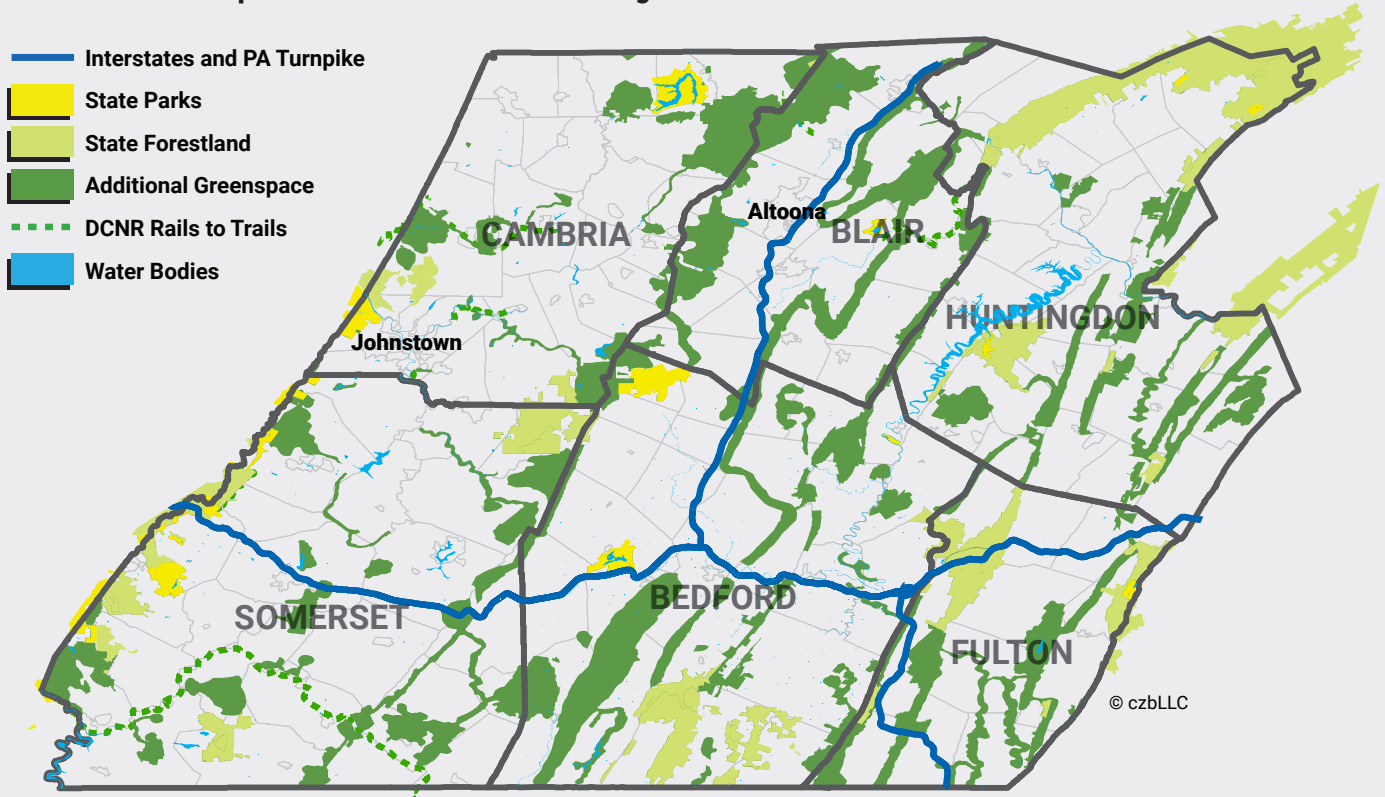 Interstates and PA Turnpike
State Parks
State Forestland
Additional Greenspace
DCNR Rails to Trails
Water Bodies
CAMBRIA
Altoona
BLAIR
HUNTINGDON
Johnstown
SOMERSET
BEDFORD
FULTON
© czbLLC